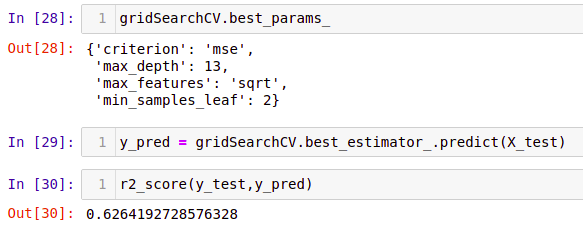 In [28]: 1 gridSearchCV.best_params_
Out[28]: {'criterion': 'mse',
'max_depth': 13,
'max_features': 'sqrt',
'min_samples_leaf': 2}
In [29]: 1 y_pred = gridSearchCV.best_estimator_.predict(X_test)
In [30]: 1 r2_score(y_test,y_pred)
Out[30]: 0.6264192728576328